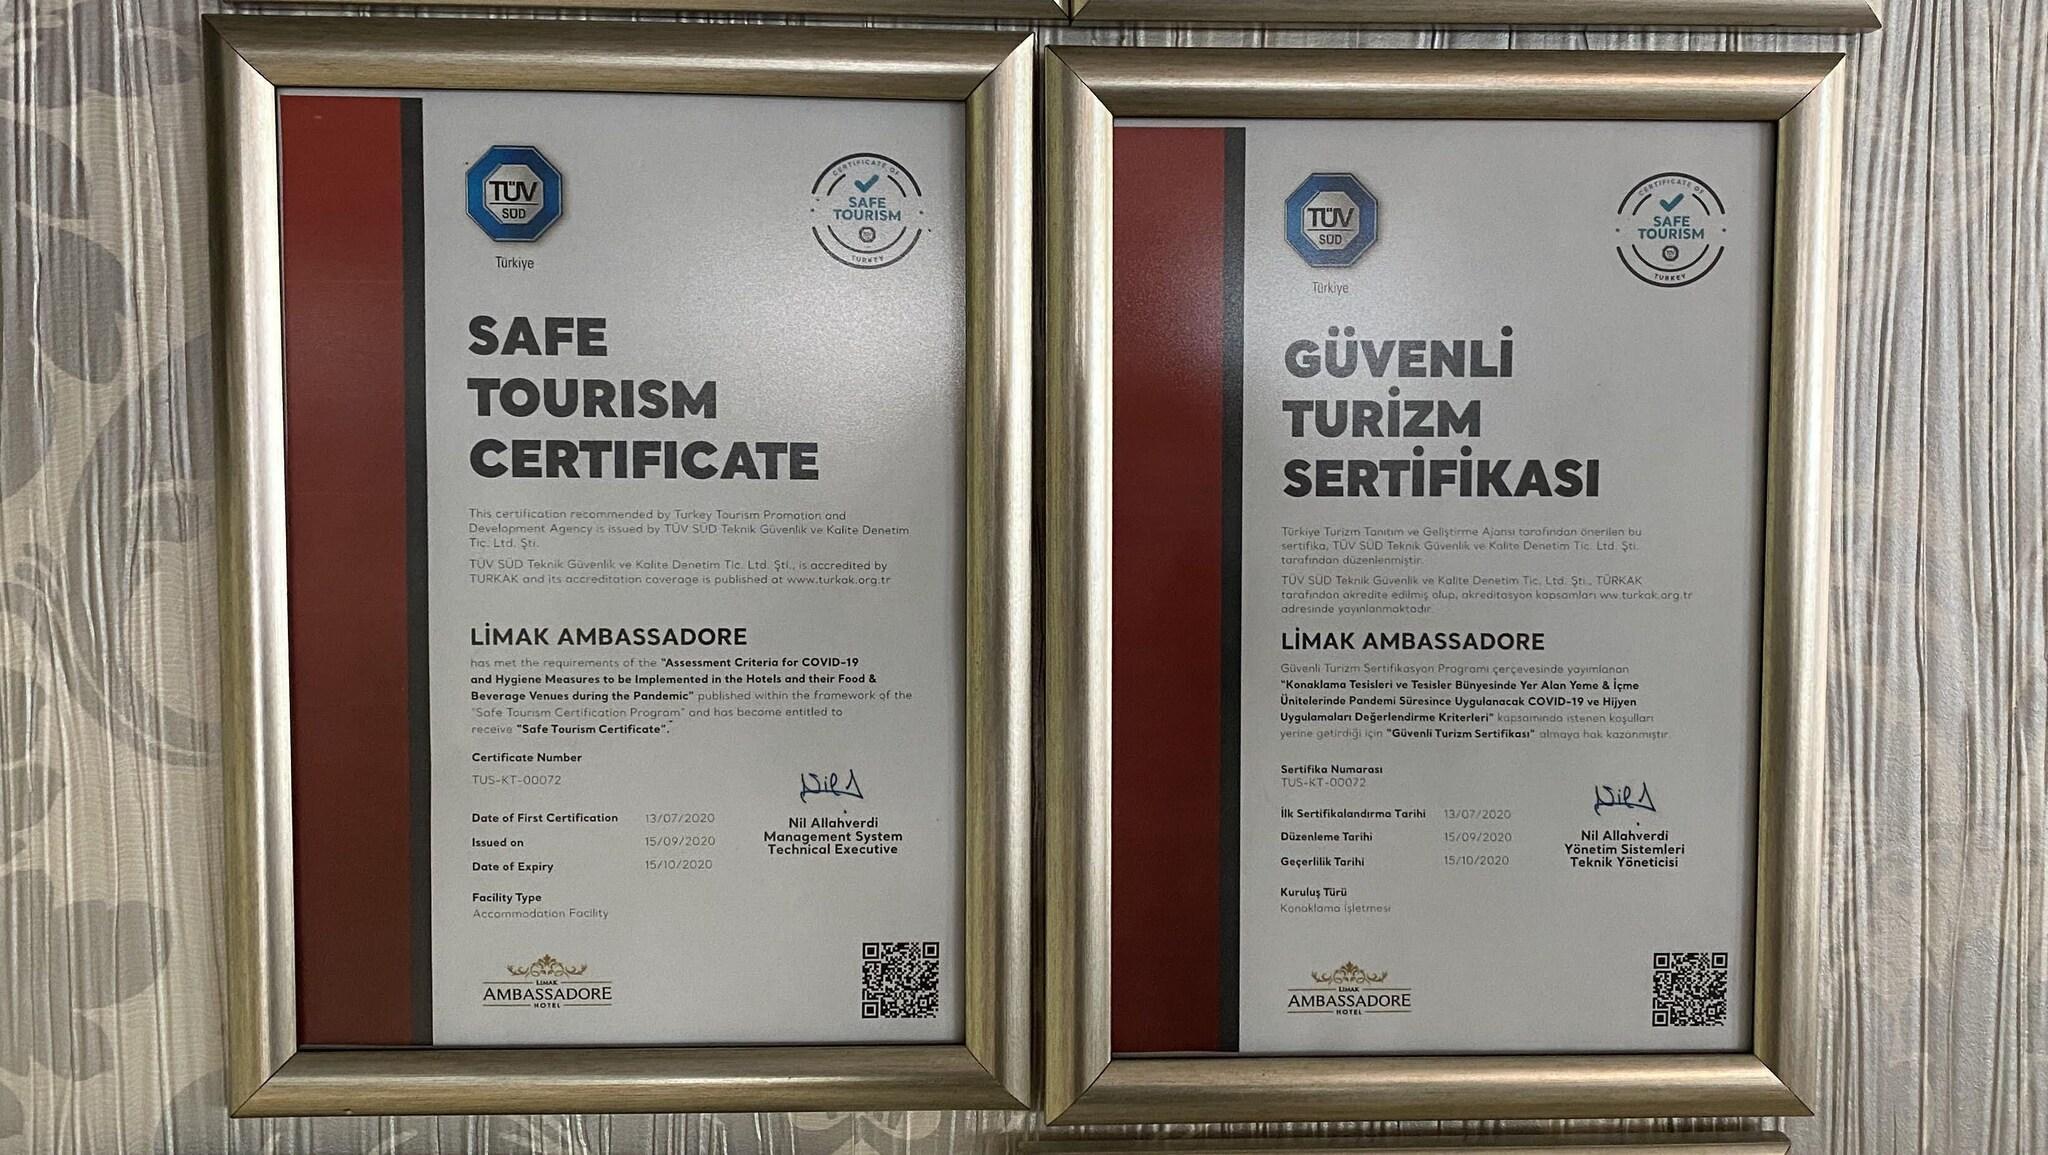 TÜV
SÜD
Türkiye
CERTIFICATE OF
SAFE
TOURISM
TURKEY
SAFE
TOURISM
CERTIFICATE
This certification recommended by Turkey Tourism Promotion and
Development Agency is issued by TÜV SÜD Teknik Güvenlik ve Kalite Denetim
Tic. Ltd. Şti.
TÜV SÜD Teknik Güvenlik ve Kalite Denetim Tic. Ltd. Şti., is accredited by
TURKAK and its accreditation coverage is published at www.turkak.org.tr
LİMAK AMBASSADORE
has met the requirements of the "Assessment Criteria for COVID-19
and Hygiene Measures to be Implemented in the Hotels and their Food &
Beverage Venues during the Pandemic" published within the framework of the
"Safe Tourism Certification Program" and has become entitled to
receive "Safe Tourism Certificate".
Certificate Number
TUS-KT-00072
Date of First Certification 13/07/2020
Issued on 15/09/2020
Date of Expiry 15/10/2020
Nil Allahverdi
Management System
Technical Executive
Facility Type
Accommodation Facility
LIMAK
AMBASSADORE
HOTEL
TÜV
SÜD
Türkiye
CERTIFICATE OF
SAFE
TOURISM
TURKEY
GÜVENLİ
TURİZM
SERTİFİKASI
Türkiye Turizm Tanıtım ve Geliştirme Ajansı tarafından önerilen bu
sertifika, TÜV SÜD Teknik Güvenlik ve Kalite Denetim Tic. Ltd. Şti.
tarafından düzenlenmiştir.
TÜV SÜD Teknik Güvenlik ve Kalite Denetim Tic. Ltd. Şti., TÜRKAK
tarafından akredite edilmiş olup, akreditasyon kapsamları ww.turkak.org.tr
adresinde yayınlanmaktadır.
LİMAK AMBASSADORE
Güvenli Turizm Sertifikasyon Programı çerçevesinde yayımlanan
"Konaklama Tesisleri ve Tesisler Bünyesinde Yer Alan Yeme & İçme
Ünitelerinde Pandemi Süresince Uygulanacak COVID-19 ve Hijyen
Uygulamaları Değerlendirme Kriterleri" kapsamında istenen koşulları
yerine getirdiği için "Güvenli Turizm Sertifikası" almaya hak kazanmıştır.
Sertifika Numarası
TUS-KT-00072
İlk Sertifikalandırma Tarihi 13/07/2020
Düzenleme Tarihi 15/09/2020
Geçerlilik Tarihi 15/10/2020
Nil Allahverdi
Yönetim Sistemleri
Teknik Yöneticisi
Kuruluş Türü
Konaklama İşletmesi
LIMAK
AMBASSADORE
HOTEL